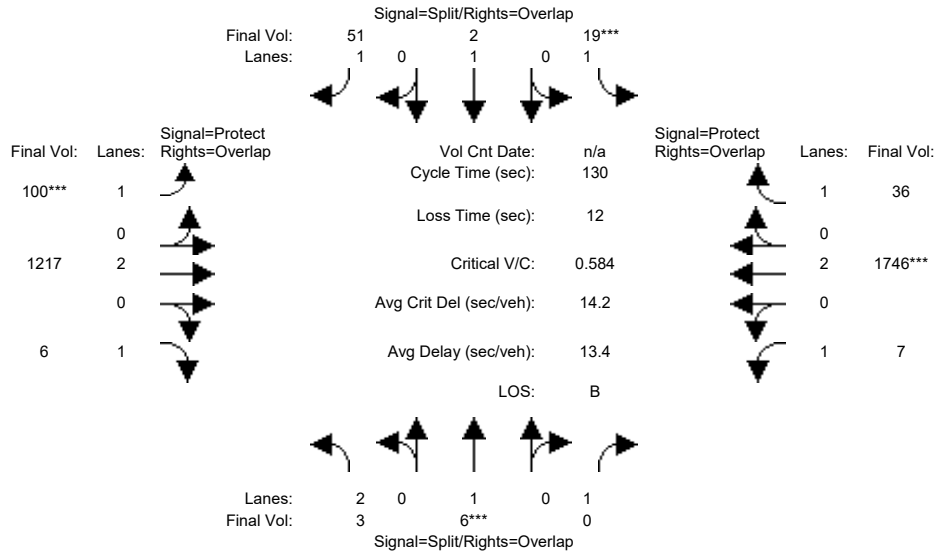 Signal=Split/Rights=Overlap
Final Vol: 51 2 19***
Lanes: 1 0 1 0 1
Signal=Protect Signal=Protect
Final Vol: Lanes: Rights=Overlap Vol Cnt Date: n/a Rights=Overlap Lanes: Final Vol:
Cycle Time (sec): 130
100*** 1 1 36
Loss Time (sec): 12
0 0
1217 2 Critical V/C: 0.584 2 1746***
0 Avg Crit Del (sec/veh): 14.2 0
6 1 Avg Delay (sec/veh): 13.4 1 7
LOS: B
Lanes: 2 0 1 0 1
Final Vol: 3 6*** 0
Signal=Split/Rights=Overlap